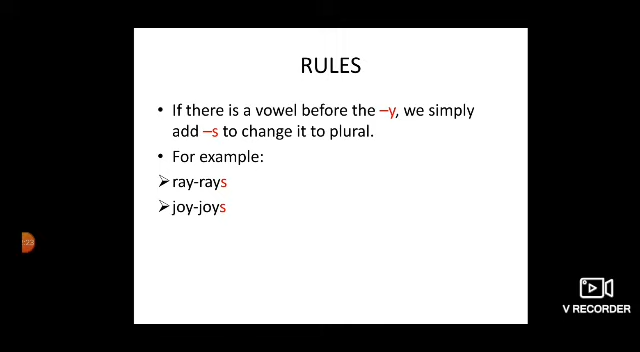 RULES
• If there is a vowel before the –y, we simply
add –s to change it to plural.
• For example:
➢ ray-rays
➢ joy-joys
:23
V RECORDER